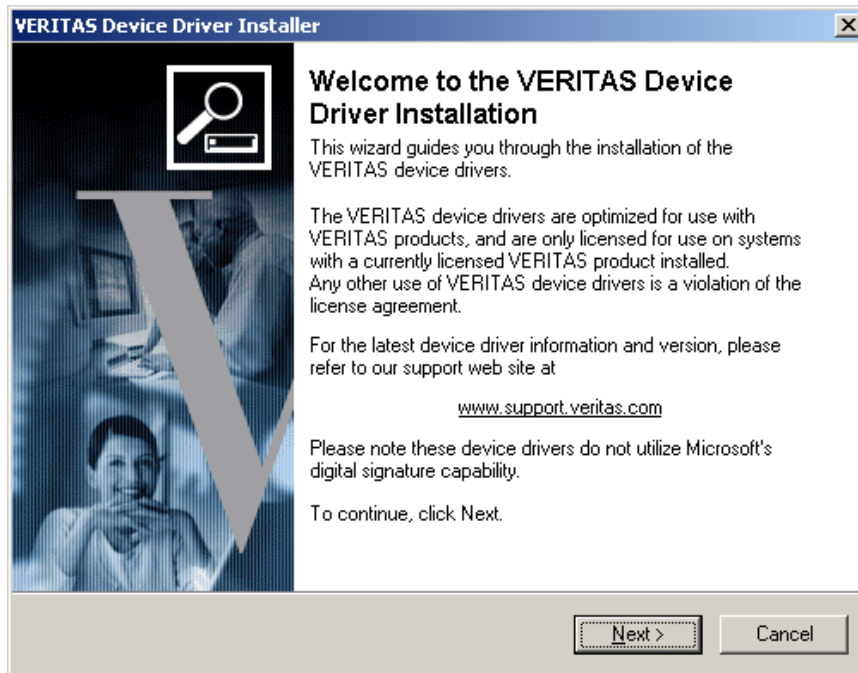 VERITAS Device Driver Installer
Welcome to the VERITAS Device
Driver Installation
This wizard guides you through the installation of the
VERITAS device drivers.
The VERITAS device drivers are optimized for use with
VERITAS products, and are only licensed for use on systems
with a currently licensed VERITAS product installed.
Any other use of VERITAS device drivers is a violation of the
license agreement.
For the latest device driver information and version, please
refer to our support web site at
www.support.veritas.com
Please note these device drivers do not utilize Microsoft's
digital signature capability.
To continue, click Next.
Next >
Cancel